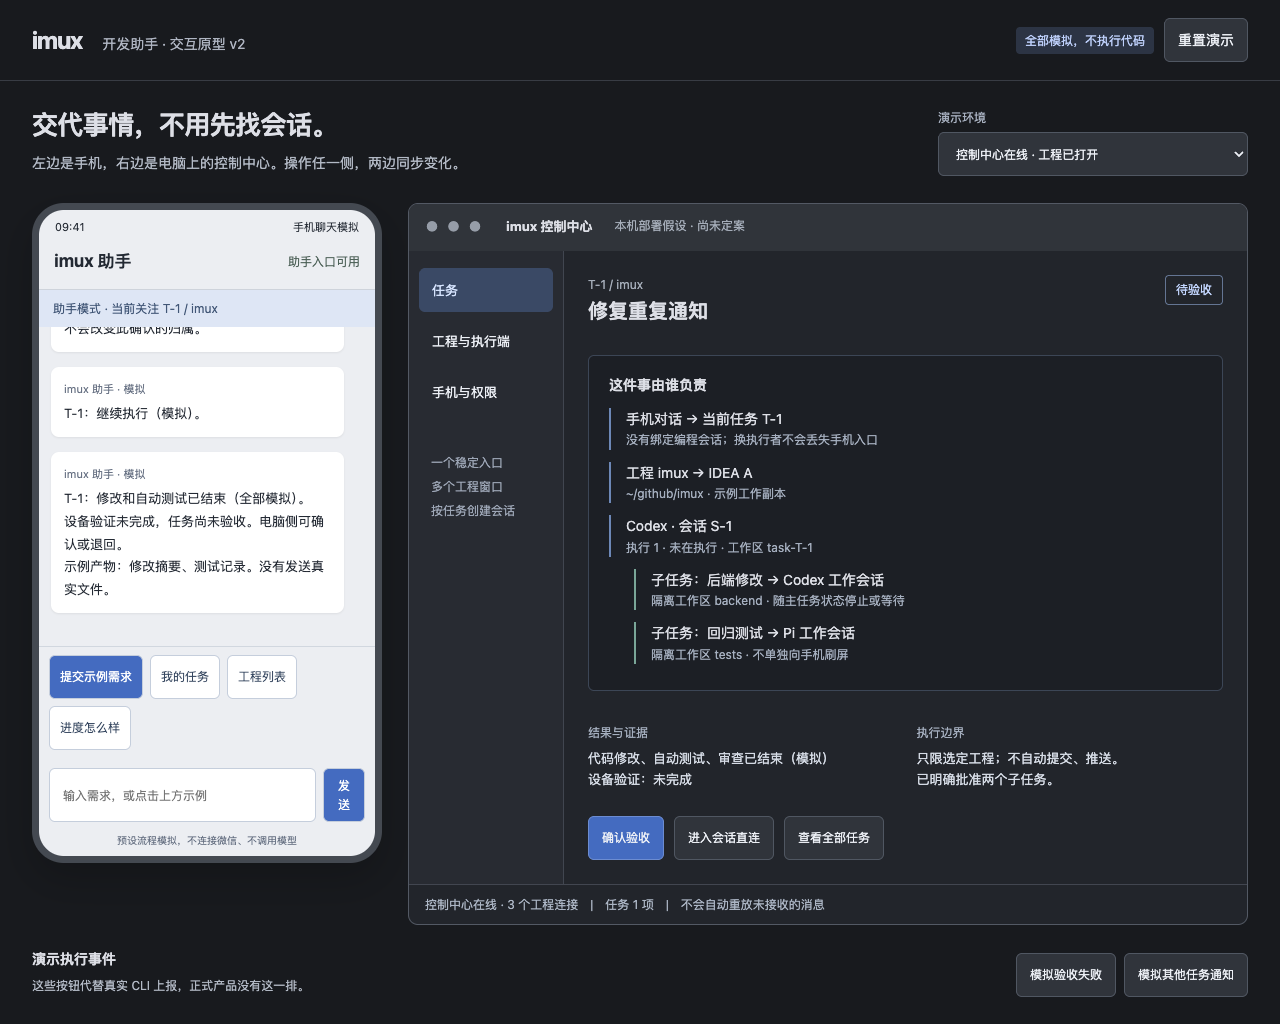 imux
开发助手 · 交互原型 v2
全部模拟，不执行代码
重置演示
交代事情，不用先找会话。
左边是手机，右边是电脑上的控制中心。操作任一侧，两边同步变化。
演示环境
控制中心在线 · 工程已打开
09:41
手机聊天模拟
imux 助手
助手入口可用
助手模式 · 当前关注 T-1 / imux
不会改变此确认的归属。
imux 助手 · 模拟
T-1：继续执行（模拟）。
imux 助手 · 模拟
T-1：修改和自动测试已结束（全部模拟）。
设备验证未完成，任务尚未验收。电脑侧可确
认或退回。
示例产物：修改摘要、测试记录。没有发送真
实文件。
提交示例需求
我的任务
工程列表
进度怎么样
输入需求，或点击上方示例
发
送
预设流程模拟，不连接微信、不调用模型
imux 控制中心
本机部署假设 · 尚未定案
任务
工程与执行端
手机与权限
一个稳定入口
多个工程窗口
按任务创建会话
T-1 / imux
修复重复通知
待验收
这件事由谁负责
手机对话 → 当前任务 T-1
没有绑定编程会话；换执行者不会丢失手机入口
工程 imux → IDEA A
~/github/imux · 示例工作副本
Codex · 会话 S-1
执行 1 · 未在执行 · 工作区 task-T-1
子任务：后端修改 → Codex 工作会话
隔离工作区 backend · 随主任务状态停止或等待
子任务：回归测试 → Pi 工作会话
隔离工作区 tests · 不单独向手机刷屏
结果与证据
代码修改、自动测试、审查已结束（模拟）
设备验证：未完成
执行边界
只限选定工程；不自动提交、推送。
已明确批准两个子任务。
确认验收
进入会话直连
查看全部任务
控制中心在线 · 3 个工程连接 | 任务 1 项 | 不会自动重放未接收的消息
演示执行事件
这些按钮代替真实 CLI 上报，正式产品没有这一排。
模拟验收失败
模拟其他任务通知